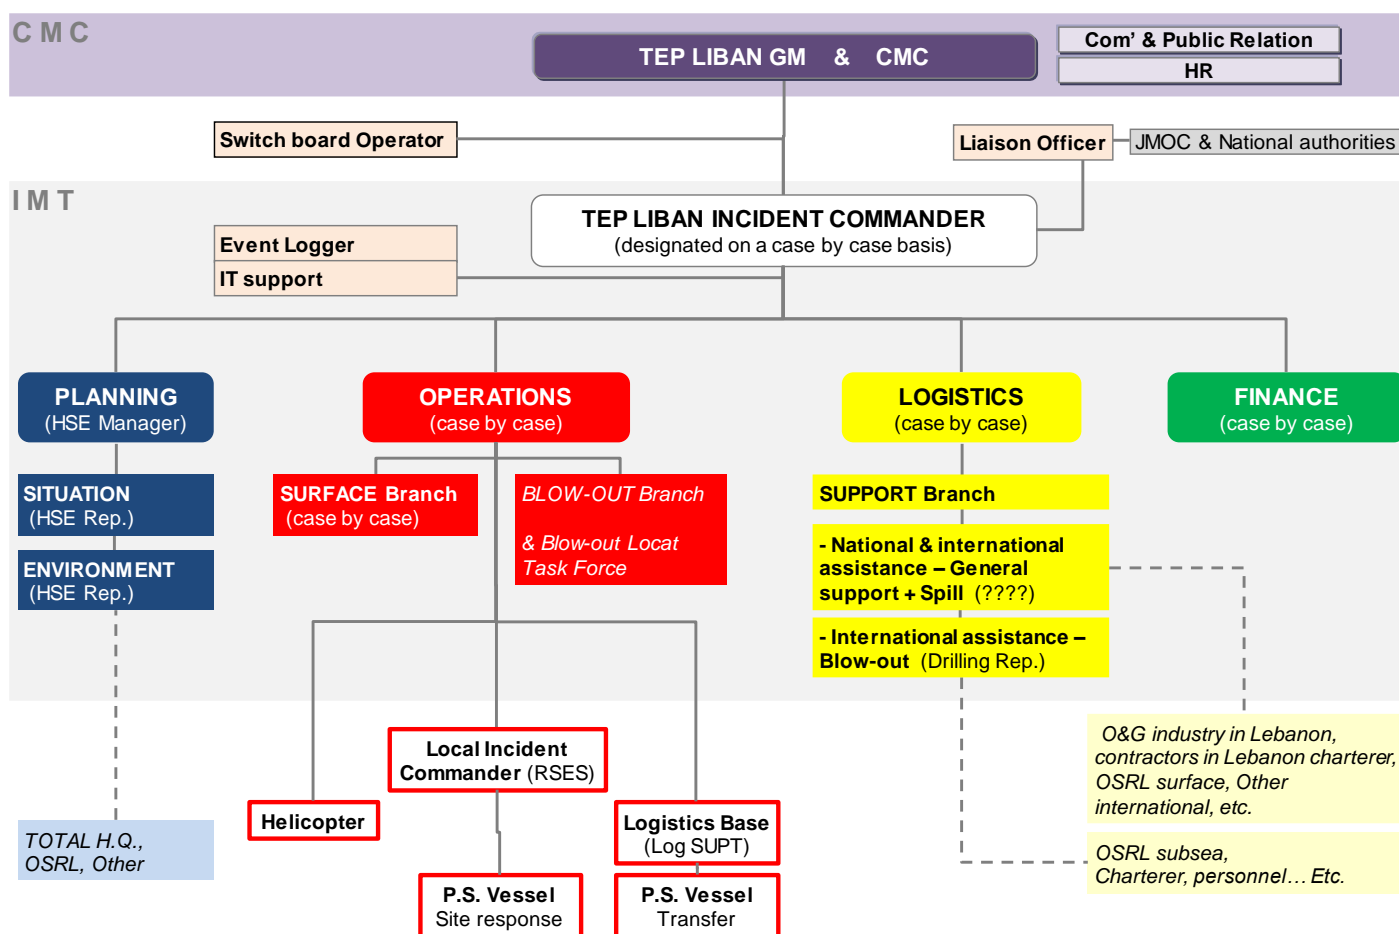 C M C
TEP LIBAN GM & CMC
Com' & Public Relation
HR
Switch board Operator
Liaison Officer
JMOC & National authorities
I M T
TEP LIBAN INCIDENT COMMANDER
(designated on a case by case basis)
Event Logger
IT support
PLANNING
(HSE Manager)
OPERATIONS
(case by case)
LOGISTICS
(case by case)
FINANCE
(case by case)
SITUATION
(HSE Rep.)
ENVIRONMENT
(HSE Rep.)
SURFACE Branch
(case by case)
BLOW-OUT Branch
& Blow-out Locat
Task Force
SUPPORT Branch
- National & international
assistance – General
support + Spill (????)
- International assistance –
Blow-out (Drilling Rep.)
Local Incident
Commander (RSES)
Helicopter
Logistics Base
(Log SUPT)
P.S. Vessel
Site response
P.S. Vessel
Transfer
TOTAL H.Q.,
OSRL, Other
O&G industry in Lebanon,
contractors in Lebanon charterer,
OSRL surface, Other
international, etc.
OSRL subsea,
Charterer, personnel… Etc.